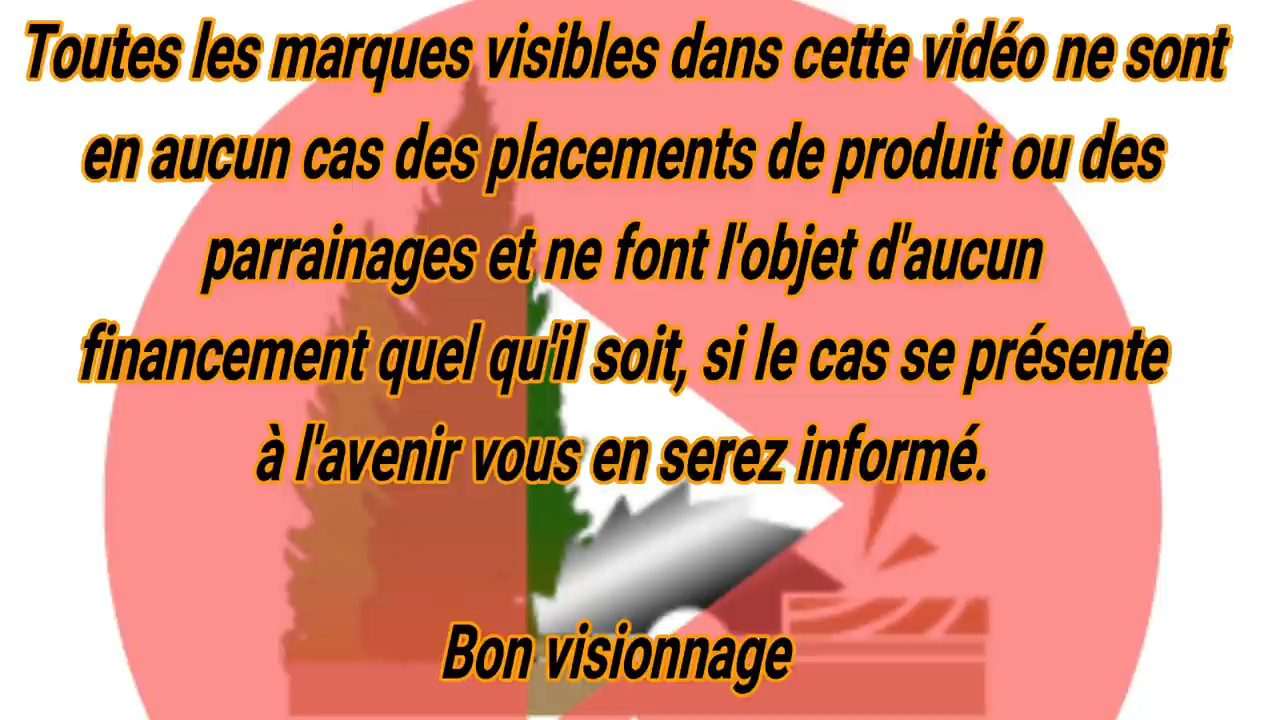 Toutes les marques visibles dans cette vidéo ne sont
en aucun cas des placements de produit ou des
parrainages et ne font l'objet d'aucun
financement quel qu'il soit, si le cas se présente
à l'avenir vous en serez informé.
Bon visionnage